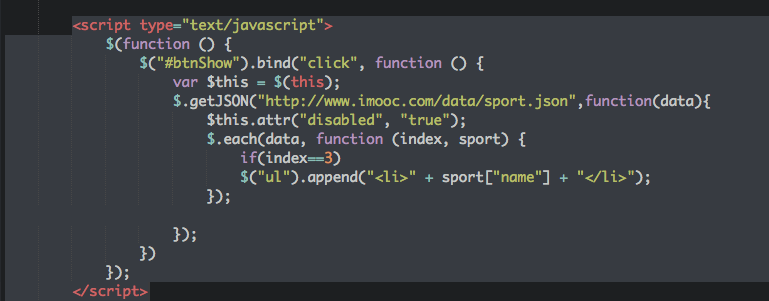 <script type="text/javascript">
$(function () {
$("#btnShow").bind("click", function () {
var $this = $(this);
$.getJSON("http://www.imooc.com/data/sport.json",function(data){
$this.attr("disabled", "true");
$.each(data, function (index, sport) {
if(index==3)
$("ul").append("<li>" + sport["name"] + "</li>");
});
});
})
});
</script>